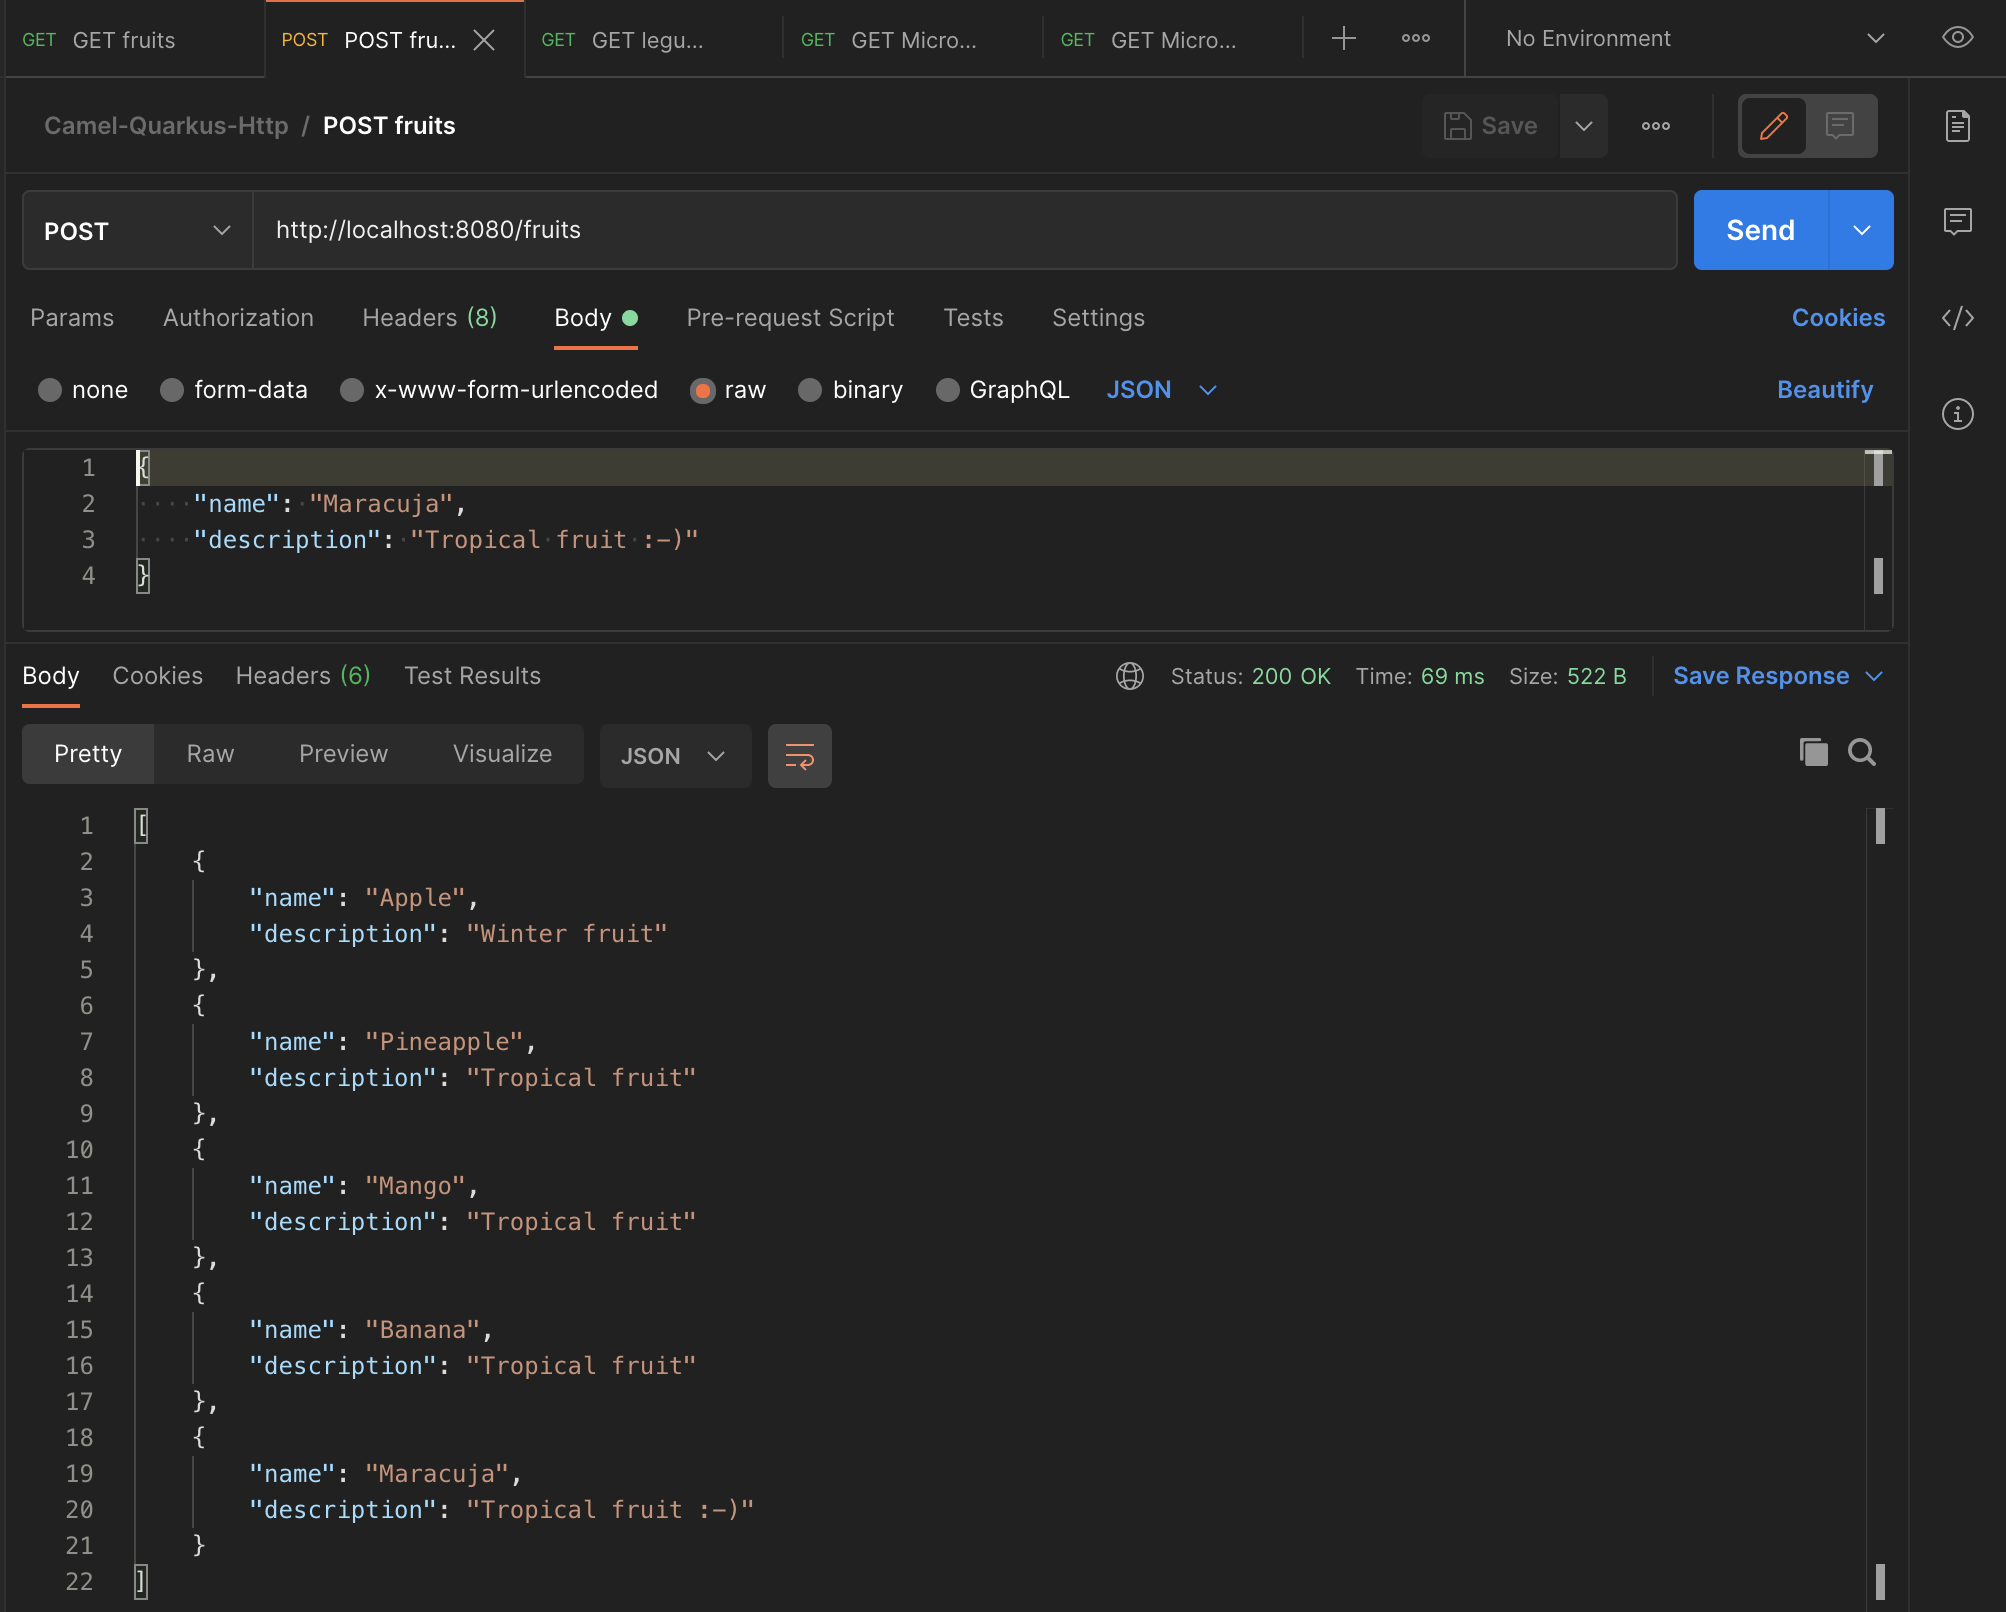 GET GET fruits POST POST fru... GET GET legu... GET GET Micro... GET GET Micro... No Environment
Camel-Quarkus-Http / POST fruits Save
POST http://localhost:8080/fruits Send
Params Authorization Headers (8) Body Pre-request Script Tests Settings Cookies
none form-data x-www-form-urlencoded raw binary GraphQL JSON Beautify
1 {
2 "name": "Maracuja",
3 "description": "Tropical fruit :-)"
4 }
Body Cookies Headers (6) Test Results Status: 200 OK Time: 69 ms Size: 522 B Save Response
Pretty Raw Preview Visualize JSON
1 [
2 {
3 "name": "Apple",
4 "description": "Winter fruit"
5 },
6 {
7 "name": "Pineapple",
8 "description": "Tropical fruit"
9 },
10 {
11 "name": "Mango",
12 "description": "Tropical fruit"
13 },
14 {
15 "name": "Banana",
16 "description": "Tropical fruit"
17 },
18 {
19 "name": "Maracuja",
20 "description": "Tropical fruit :-)"
21 }
22 ]